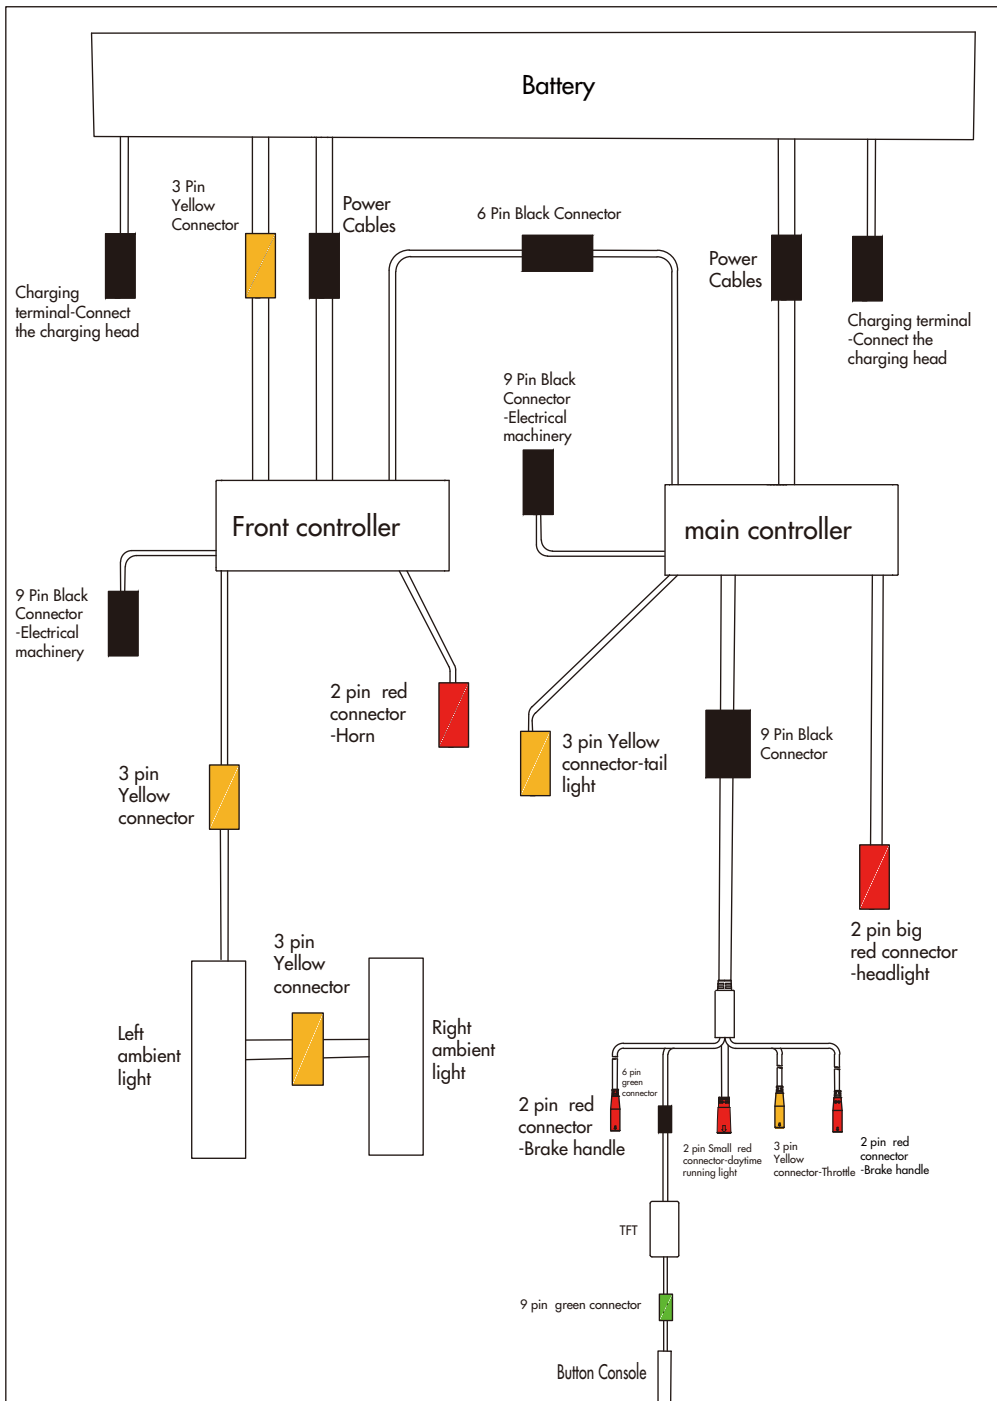 Battery
3 Pin
Yellow
Connector
Power
Cables
6 Pin Black Connector
Power
Cables
Charging
terminal-Connect
the charging head
Charging terminal
-Connect the
charging head
9 Pin Black
Connector
-Electrical
machinery
Front controller
main controller
9 Pin Black
Connector
-Electrical
machinery
2 pin red
connector
-Horn
3 pin Yellow
connector-tail
light
9 Pin Black
Connector
3 pin
Yellow
connector
2 pin big
red connector
-headlight
3 pin
Yellow
connector
Left
ambient
light
Right
ambient
light
6 pin
green
connector
2 pin red
connector
-Brake handle
2 pin Small red
connector-daytime
running light
3 pin
Yellow
connector-Throttle
2 pin red
connector
-Brake handle
TFT
9 pin green connector
Button Console